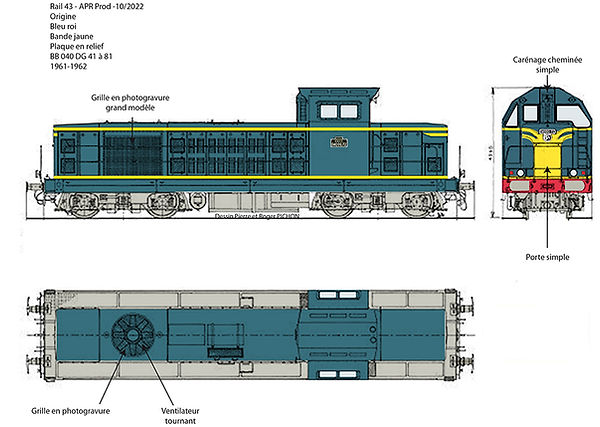 Rail 43 - APR Prod -10/2022
Origine
Bleu roi
Bande jaune
Plaque en relief
BB 040 DG 41 à 81
1961-1962
Grille en photogravure
grand modèle
Carénage cheminée
simple
Dessin Pierre et Roger PICHON
Porte simple
Grille en photogravure
Ventilateur
tournant